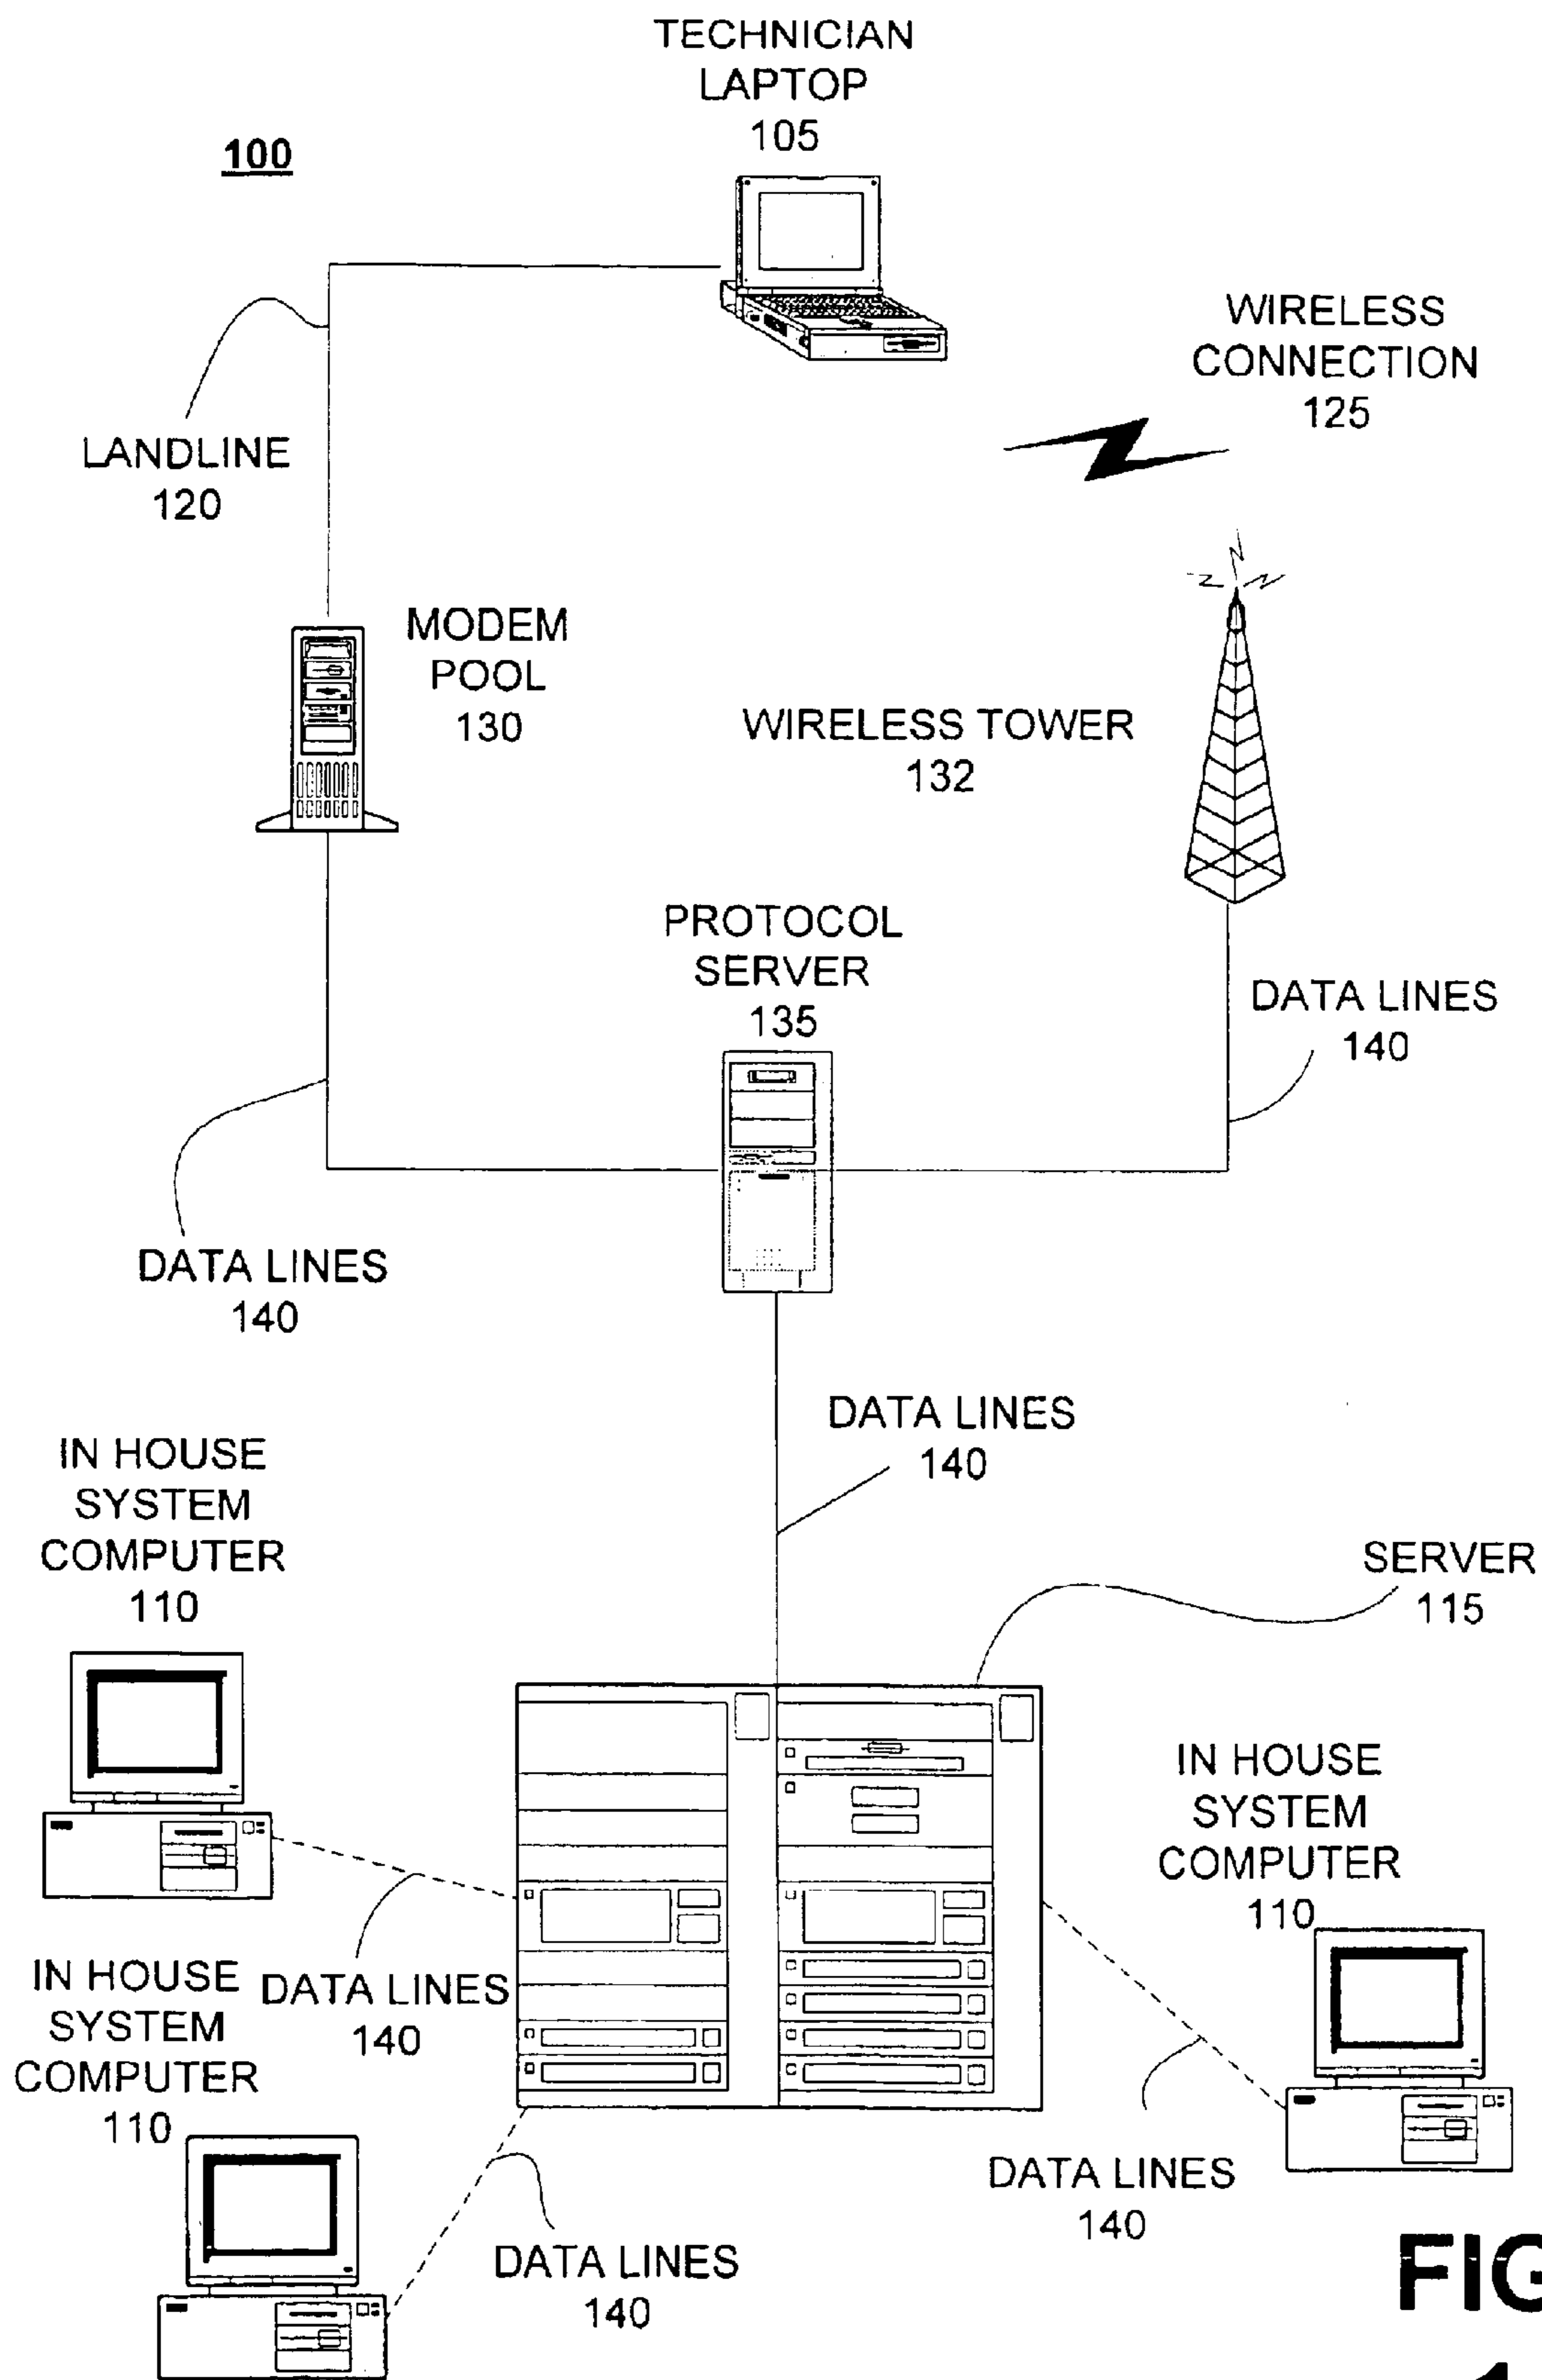 TECHNICIAN
LAPTOP
105
100
WIRELESS
CONNECTION
125
LANDLINE
120
MODEM
POOL
130
WIRELESS TOWER
132
PROTOCOL
SERVER
135
DATA LINES
140
DATA LINES
140
DATA LINES
140
IN HOUSE
SYSTEM
COMPUTER
110
SERVER
115
IN HOUSE
SYSTEM
COMPUTER
110
IN HOUSE
SYSTEM
COMPUTER
110
DATA LINES
140
DATA LINES
140
DATA LINES
140
FIG
1